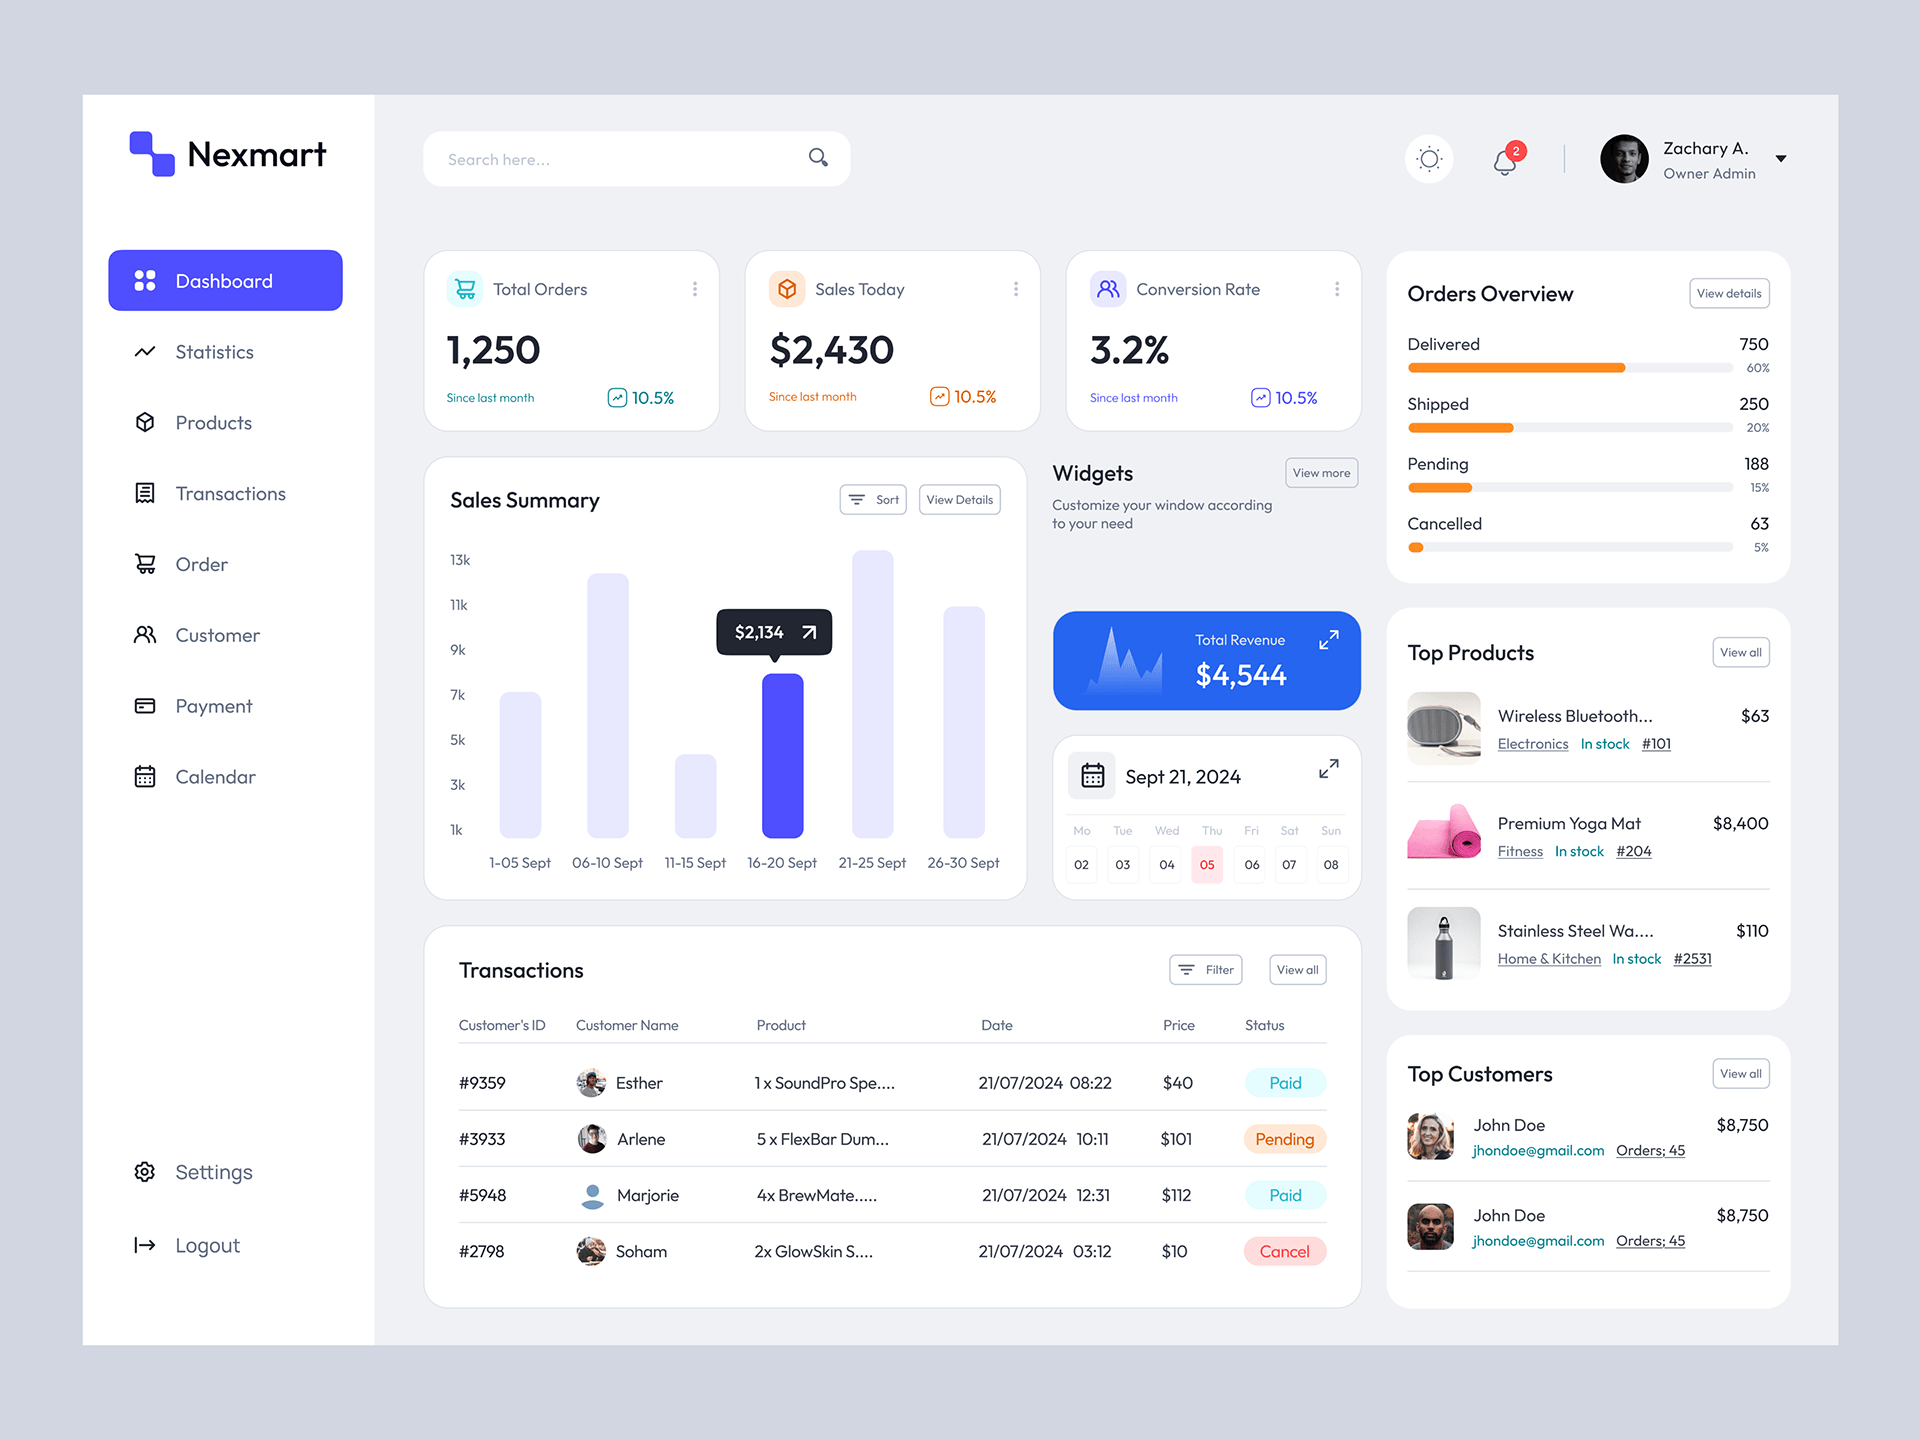 Nexmart
Search here...
2
Zachary A.
Owner Admin
Dashboard
Statistics
Products
Transactions
Order
Customer
Payment
Calendar
Settings
Logout
Total Orders
1,250
Since last month 10.5%
Sales Today
$2,430
Since last month 10.5%
Conversion Rate
3.2%
Since last month 10.5%
Sales Summary Sort View Details
13k
11k
9k
7k
5k
3k
1k
$2,134
1-05 Sept 06-10 Sept 11-15 Sept 16-20 Sept 21-25 Sept 26-30 Sept
Widgets View more
Customize your window according
to your need
Total Revenue
$4,544
Sept 21, 2024
Mo Tue Wed Thu Fri Sat Sun
02 03 04 05 06 07 08
Transactions Filter View all
Customer's ID Customer Name Product Date Price Status
#9359 Esther 1 x SoundPro Spe.... 21/07/2024 08:22 $40 Paid
#3933 Arlene 5 x FlexBar Dum... 21/07/2024 10:11 $101 Pending
#5948 Marjorie 4x BrewMate..... 21/07/2024 12:31 $112 Paid
#2798 Soham 2x GlowSkin S.... 21/07/2024 03:12 $10 Cancel
Orders Overview View details
Delivered 750
60%
Shipped 250
20%
Pending 188
15%
Cancelled 63
5%
Top Products View all
Wireless Bluetooth... $63
Electronics In stock #101
Premium Yoga Mat $8,400
Fitness In stock #204
Stainless Steel Wa.... $110
Home & Kitchen In stock #2531
Top Customers View all
John Doe $8,750
jhondoe@gmail.com Orders; 45
John Doe $8,750
jhondoe@gmail.com Orders; 45